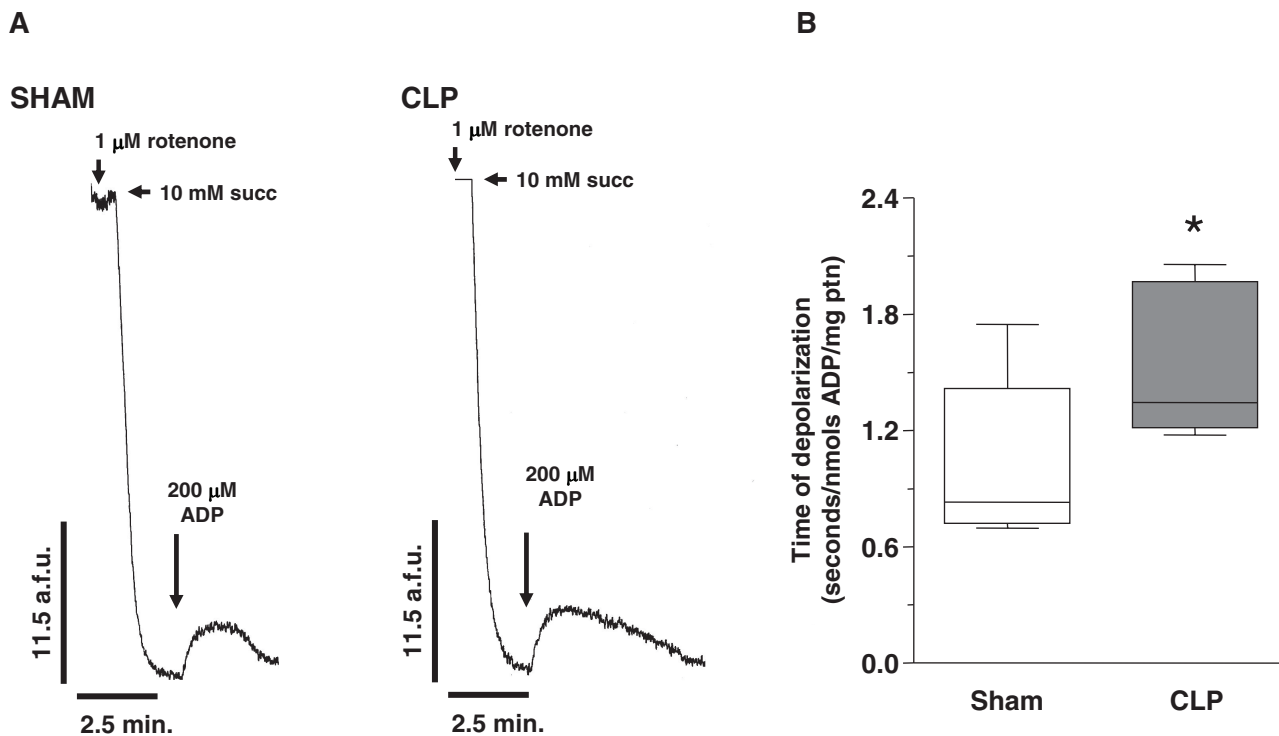 A
B
SHAM
CLP
1 μM rotenone
10 mm succ
200 μM
ADP
11.5 a.f.u.
2.5 min.
1 μM rotenone
10 mM succ
200 μM
ADP
11.5 a.f.u.
2.5 min.
Time of depolarization
(seconds/nmols ADP/mg ptn)
2.4
1.8
1.2
0.6
0.0
*
Sham
CLP